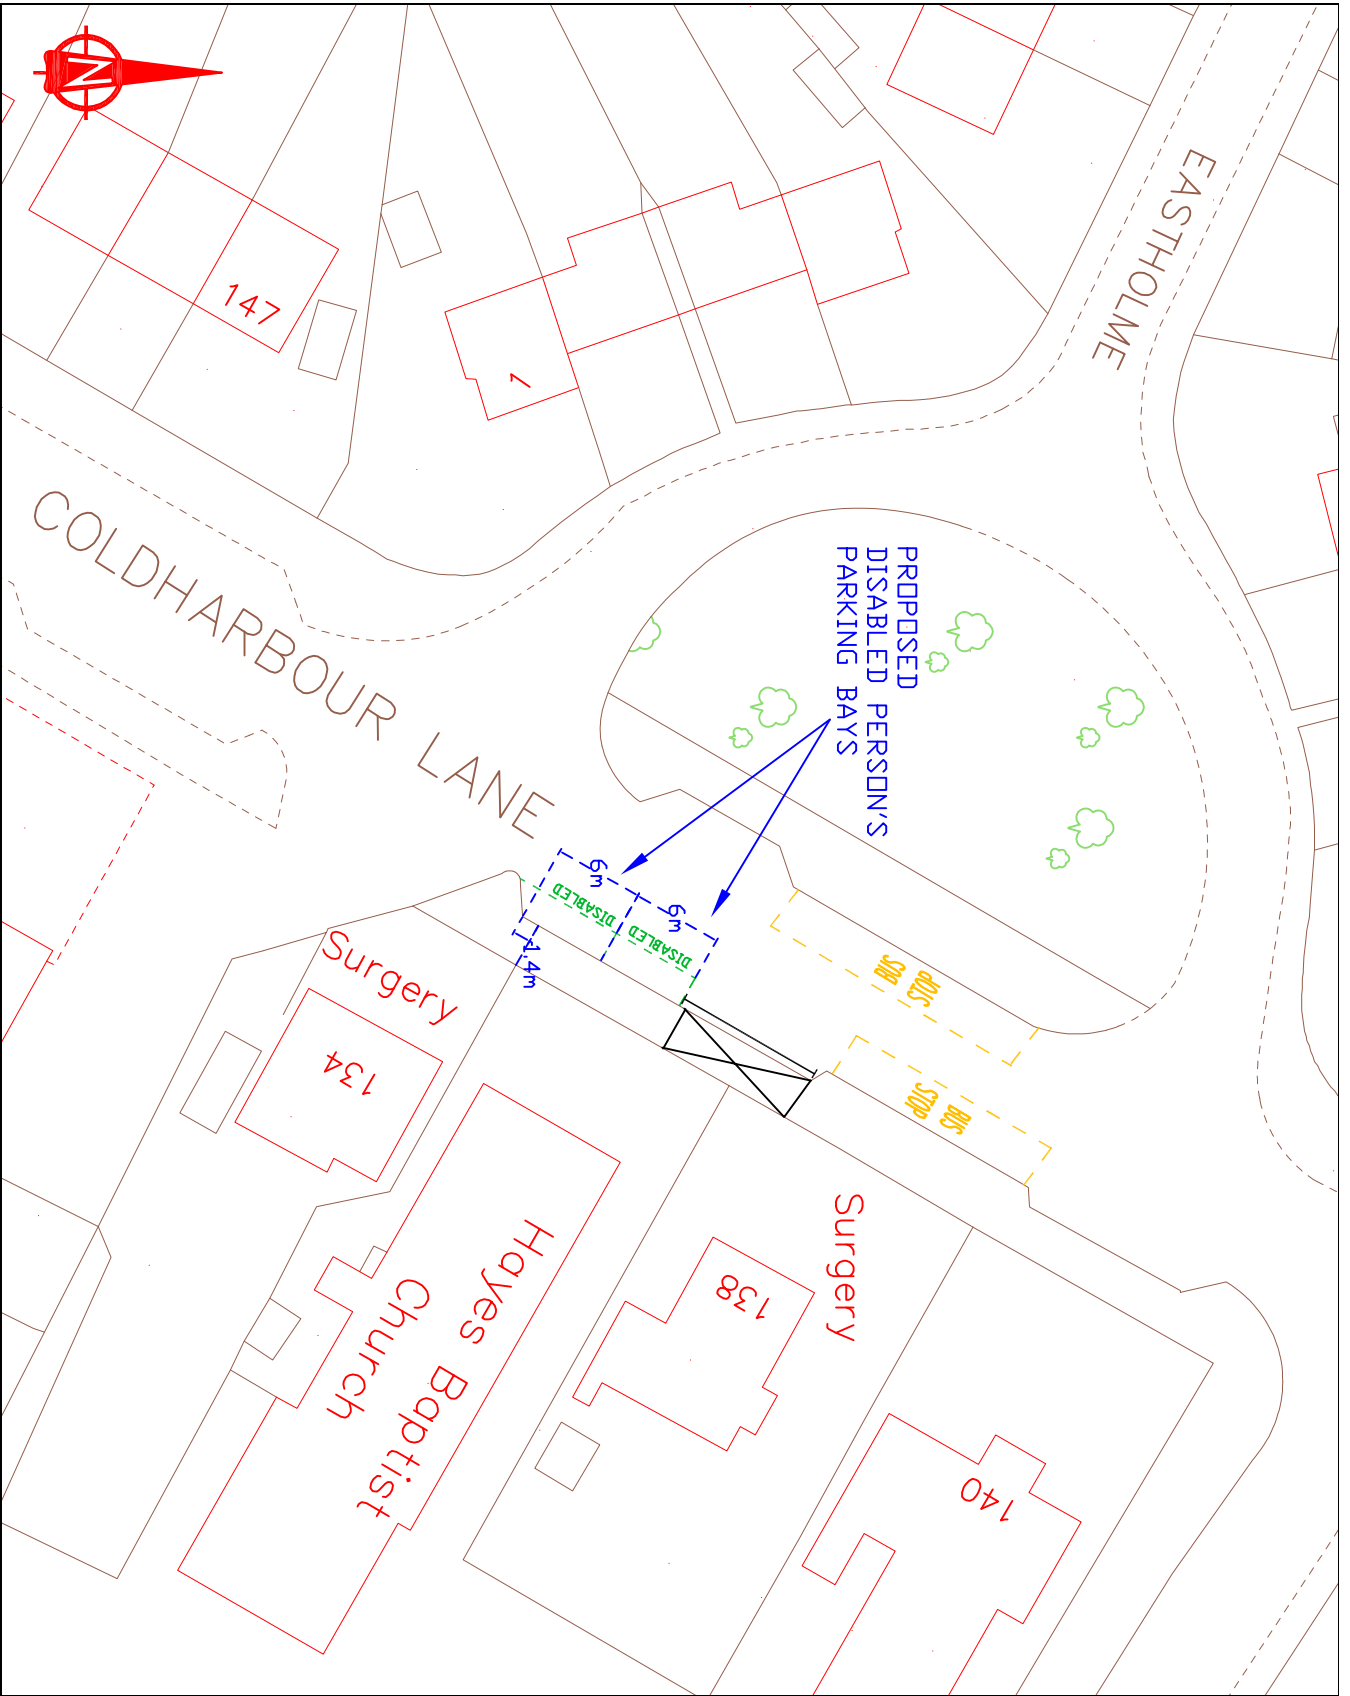 N
EASTHOLME
147
1
COLDHARBOUR LANE
PROPOSED
DISABLED PERSON'S
PARKING BAYS
6m
6m
DISABLED
DISABLED
1.4m
BUS
STOP
BUS
STOP
Surgery
134
Hayes Baptist
Church
Surgery
138
140